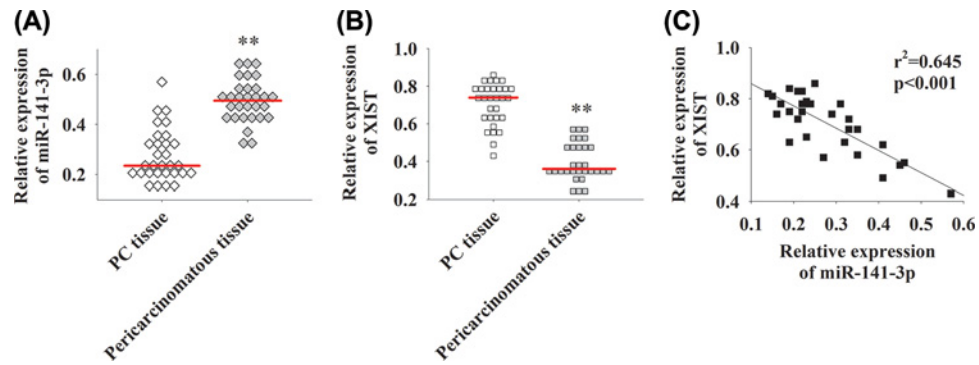 (A)
Relative expression
of miR-141-3p
0.6
0.4
0.2
**
PC tissue
Pericarcinomatous tissue
(B)
Relative expression
of XIST
1.0
0.8
0.6
0.4
0.2
**
PC tissue
Pericarcinomatous tissue
(C)
Relative expression
of XIST
1.0
0.8
0.6
0.4
r²=0.645
p<0.001
0.1 0.2 0.3 0.4 0.5 0.6
Relative expression
of miR-141-3p